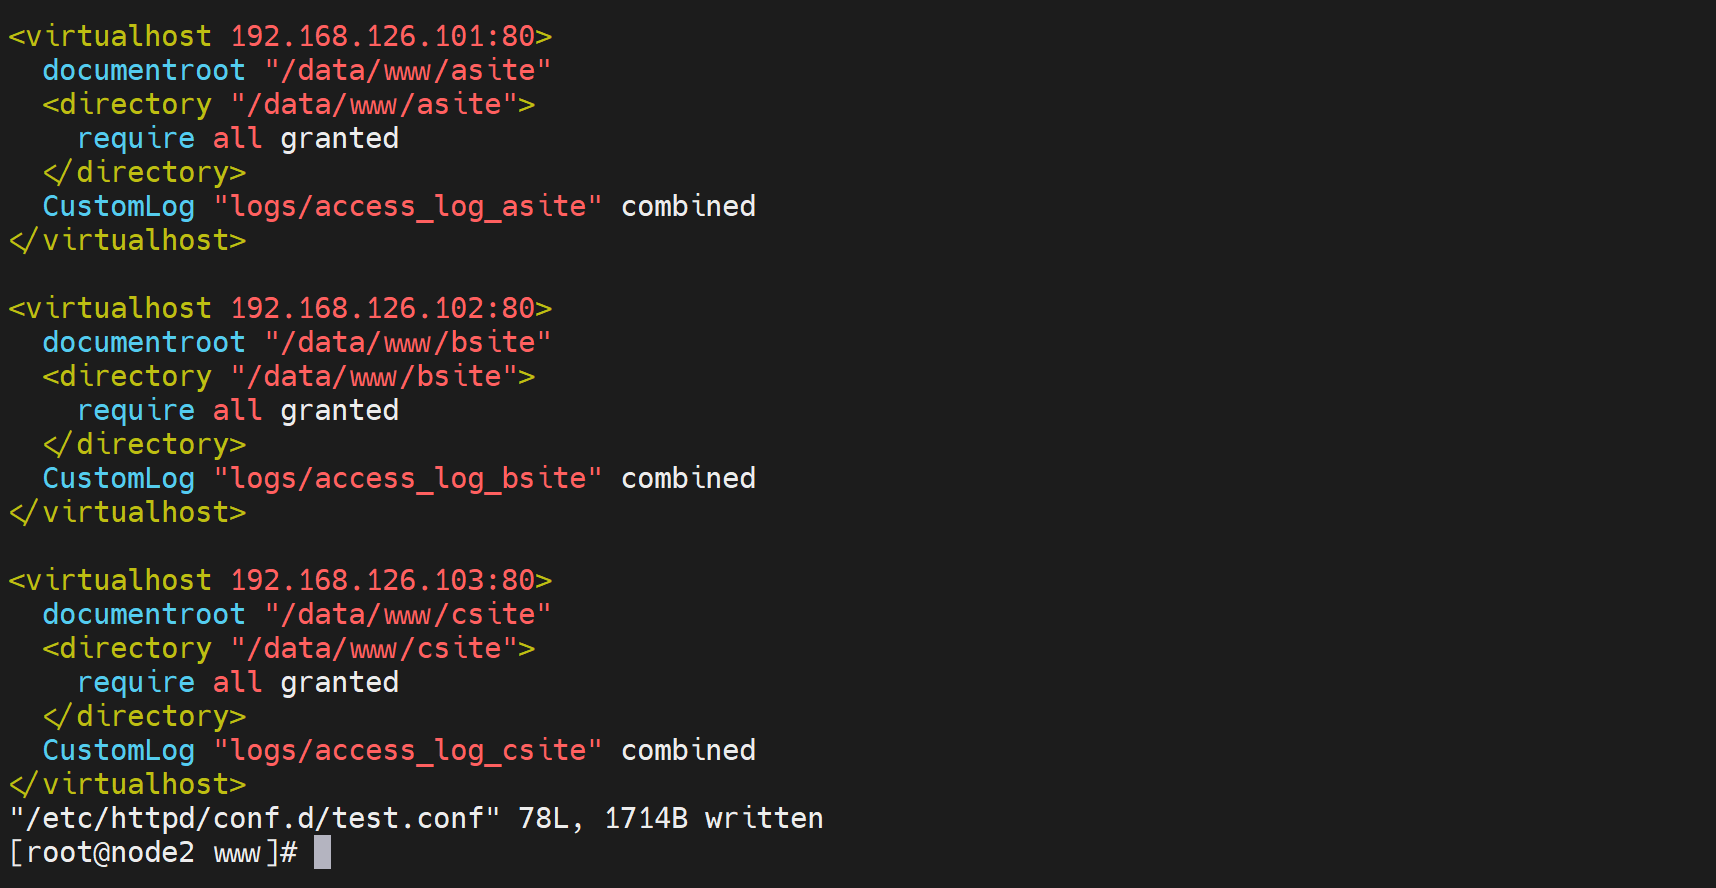 <virtualhost 192.168.126.101:80>
  documentroot "/data/www/asite"
  <directory "/data/www/asite">
    require all granted
  </directory>
  CustomLog "logs/access_log_asite" combined
</virtualhost>

<virtualhost 192.168.126.102:80>
  documentroot "/data/www/bsite"
  <directory "/data/www/bsite">
    require all granted
  </directory>
  CustomLog "logs/access_log_bsite" combined
</virtualhost>

<virtualhost 192.168.126.103:80>
  documentroot "/data/www/csite"
  <directory "/data/www/csite">
    require all granted
  </directory>
  CustomLog "logs/access_log_csite" combined
</virtualhost>
"/etc/httpd/conf.d/test.conf" 78L, 1714B written
[root@node2 www]#